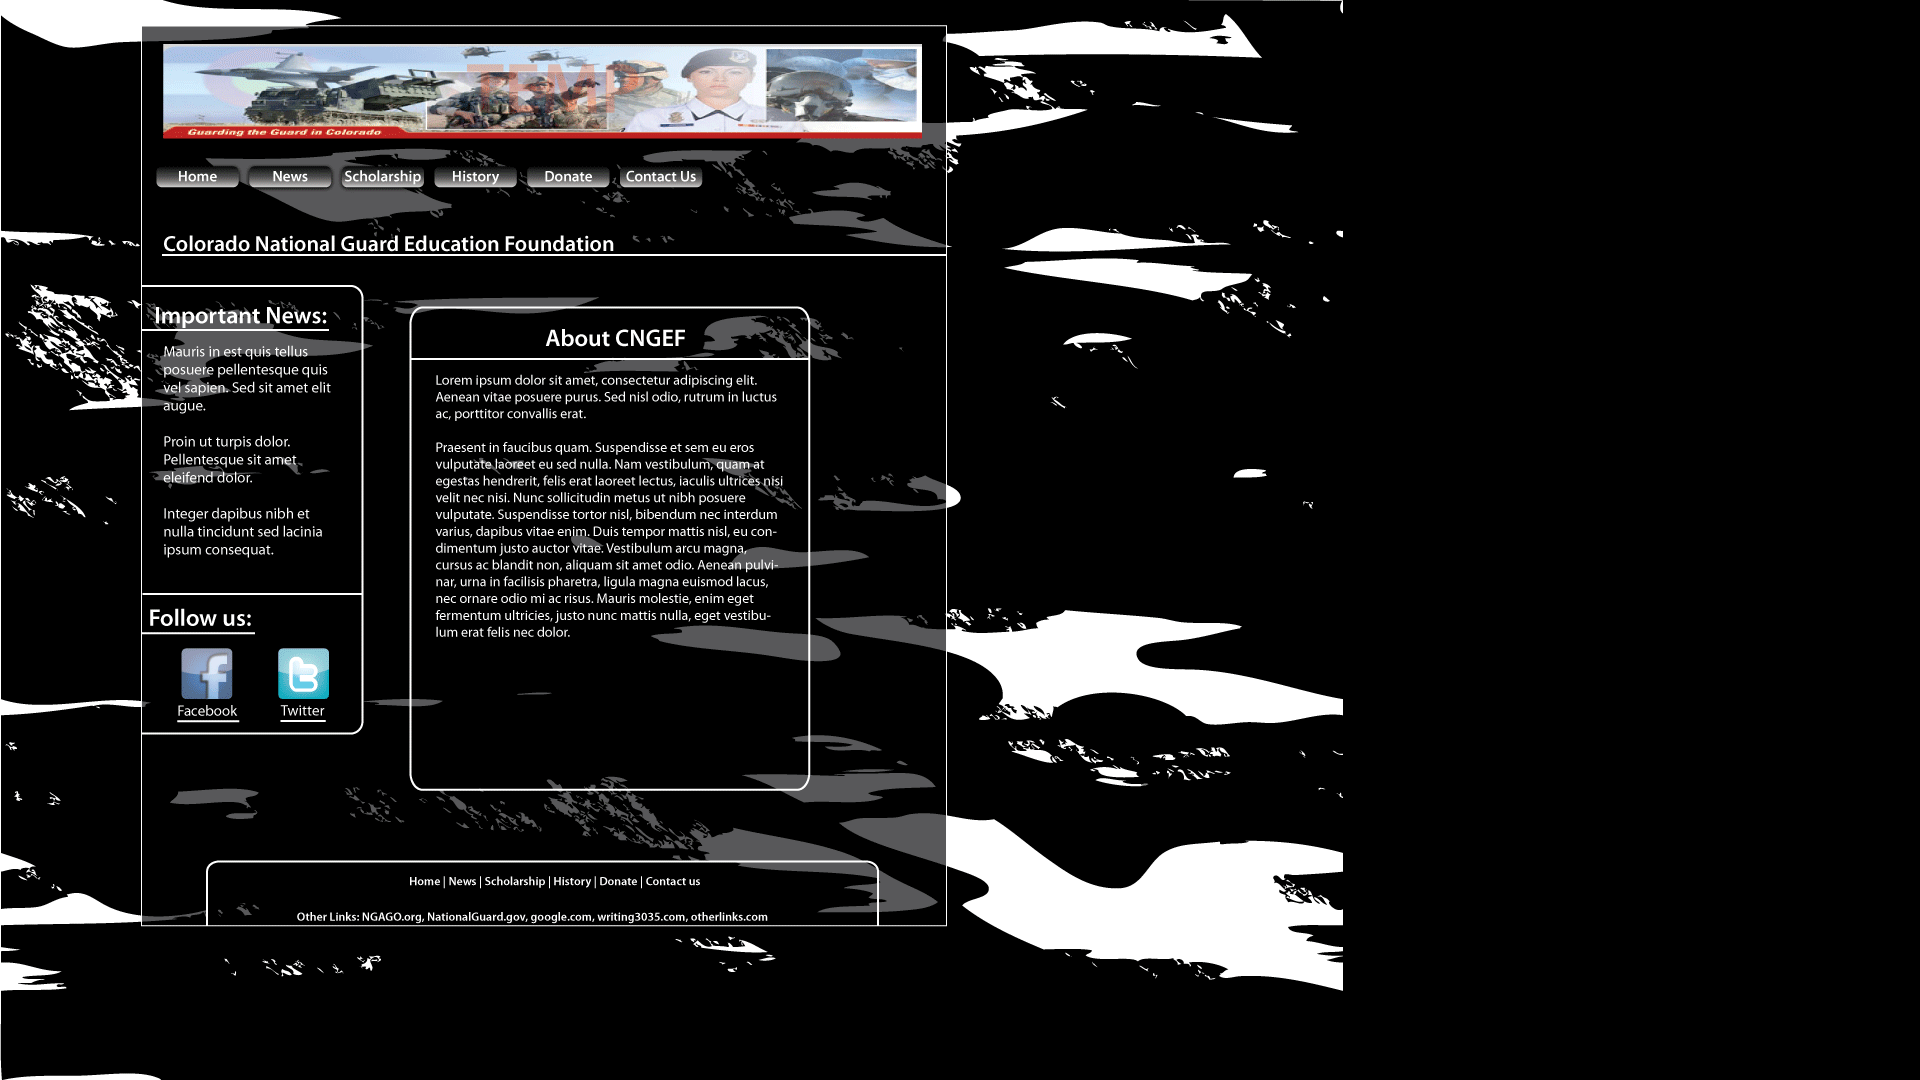 TEMP
Guarding the Guard in Colorado
Home
News
Scholarship
History
Donate
Contact Us
Colorado National Guard Education Foundation
Important News:
Mauris in est quis tellus
posuere pellentesque quis
vel sapien. Sed sit amet elit
augue.
Proin ut turpis dolor.
Pellentesque sit amet
eleifend dolor.
Integer dapibus nibh et
nulla tincidunt sed lacinia
ipsum consequat.
Follow us:
Facebook
Twitter
About CNGEF
Lorem ipsum dolor sit amet, consectetur adipiscing elit.
Aenean vitae posuere purus. Sed nisl odio, rutrum in luctus
ac, porttitor convallis erat.
Praesent in faucibus quam. Suspendisse et sem eu eros
vulputate laoreet eu sed nulla. Nam vestibulum, quam at
egestas hendrerit, felis erat laoreet lectus, iaculis ultrices nisi
velit nec nisi. Nunc sollicitudin metus ut nibh posuere
vulputate. Suspendisse tortor nisl, bibendum nec interdum
varius, dapibus vitae enim. Duis tempor mattis nisl, eu con-
dimentum justo auctor vitae. Vestibulum arcu magna,
cursus ac blandit non, aliquam sit amet odio. Aenean pulvi-
nar, urna in facilisis pharetra, ligula magna euismod lacus,
nec ornare odio mi ac risus. Mauris molestie, enim eget
fermentum ultricies, justo nunc mattis nulla, eget vestibu-
lum erat felis nec dolor.
Home | News | Scholarship | History | Donate | Contact us
Other Links: NGAGO.org, NationalGuard.gov, google.com, writing3035.com, otherlinks.com